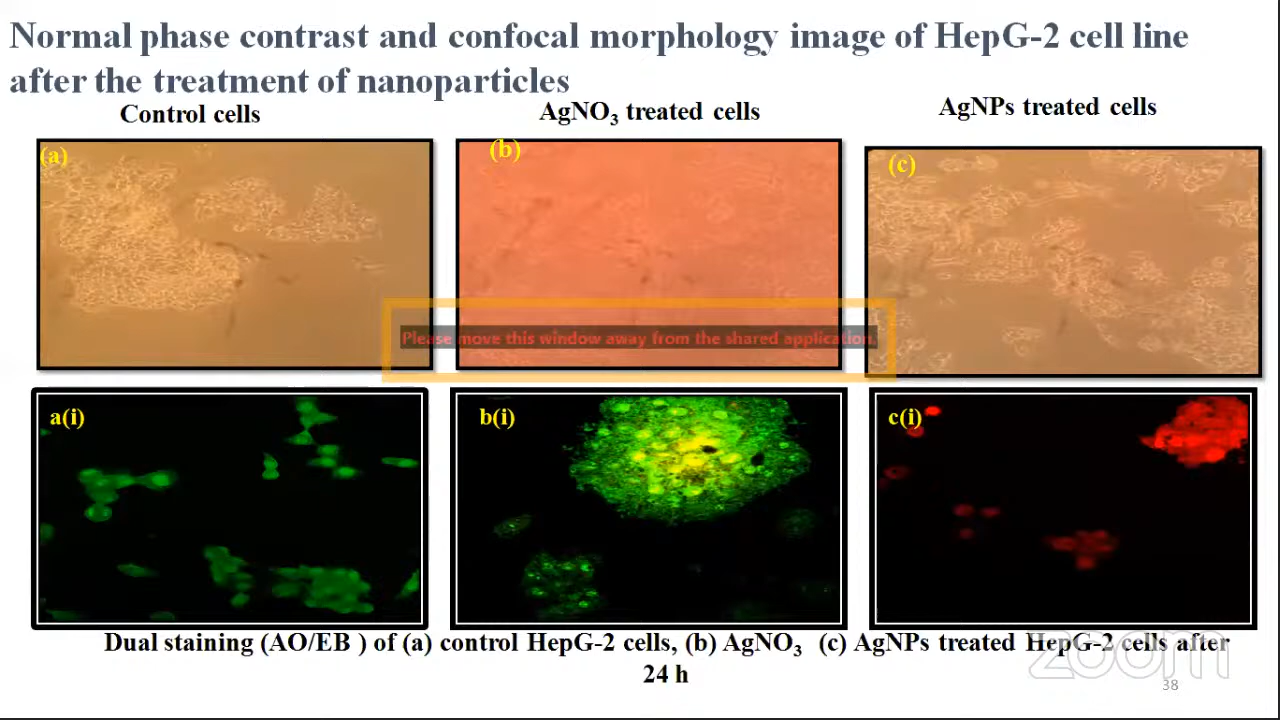 Normal phase contrast and confocal morphology image of HepG-2 cell line
after the treatment of nanoparticles
Control cells
AgNO₃ treated cells
AgNPs treated cells
(a)
(b)
(c)
Please move this window away from the shared application.
a(i)
b(i)
c(i)
Dual staining (AO/EB ) of (a) control HepG-2 cells, (b) AgNO₃ (c) AgNPs treated HepG-2 cells after
24 h
zoom
38